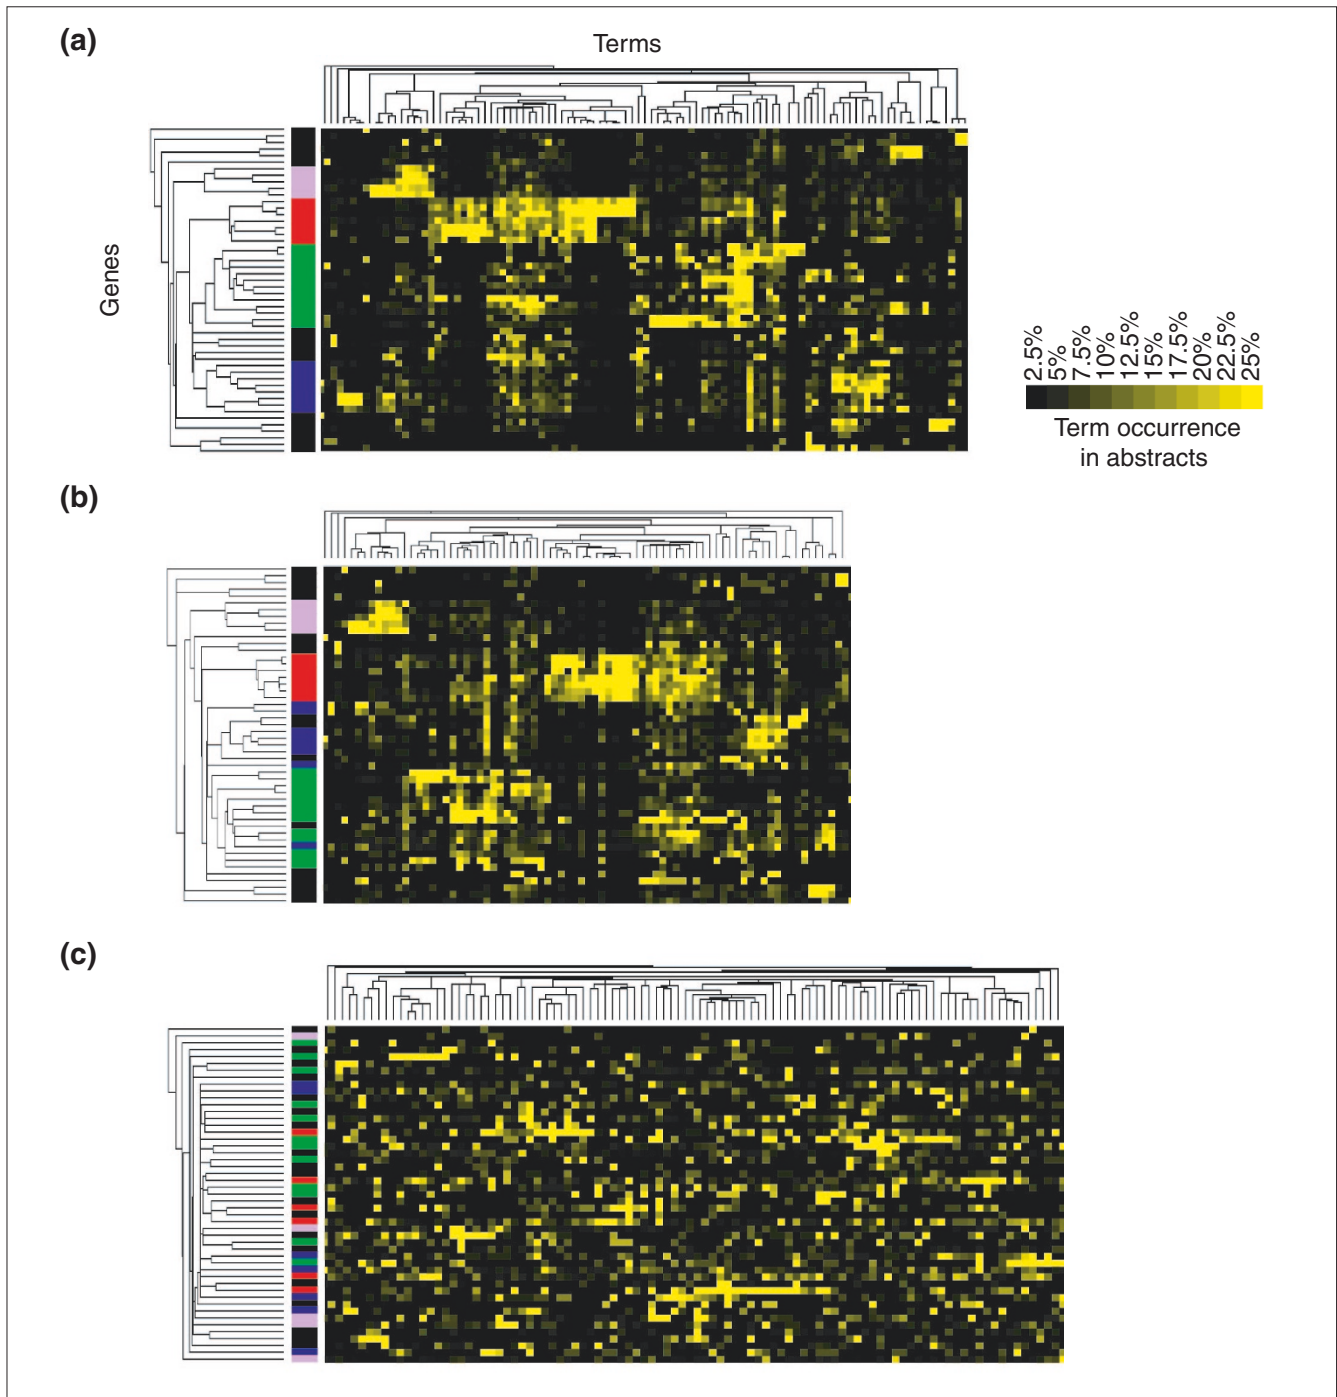 (a)
Terms
Genes
2.5%
5%
7.5%
10%
12.5%
15%
17.5%
20%
22.5%
25%
Term occurrence
in abstracts
(b)
(c)